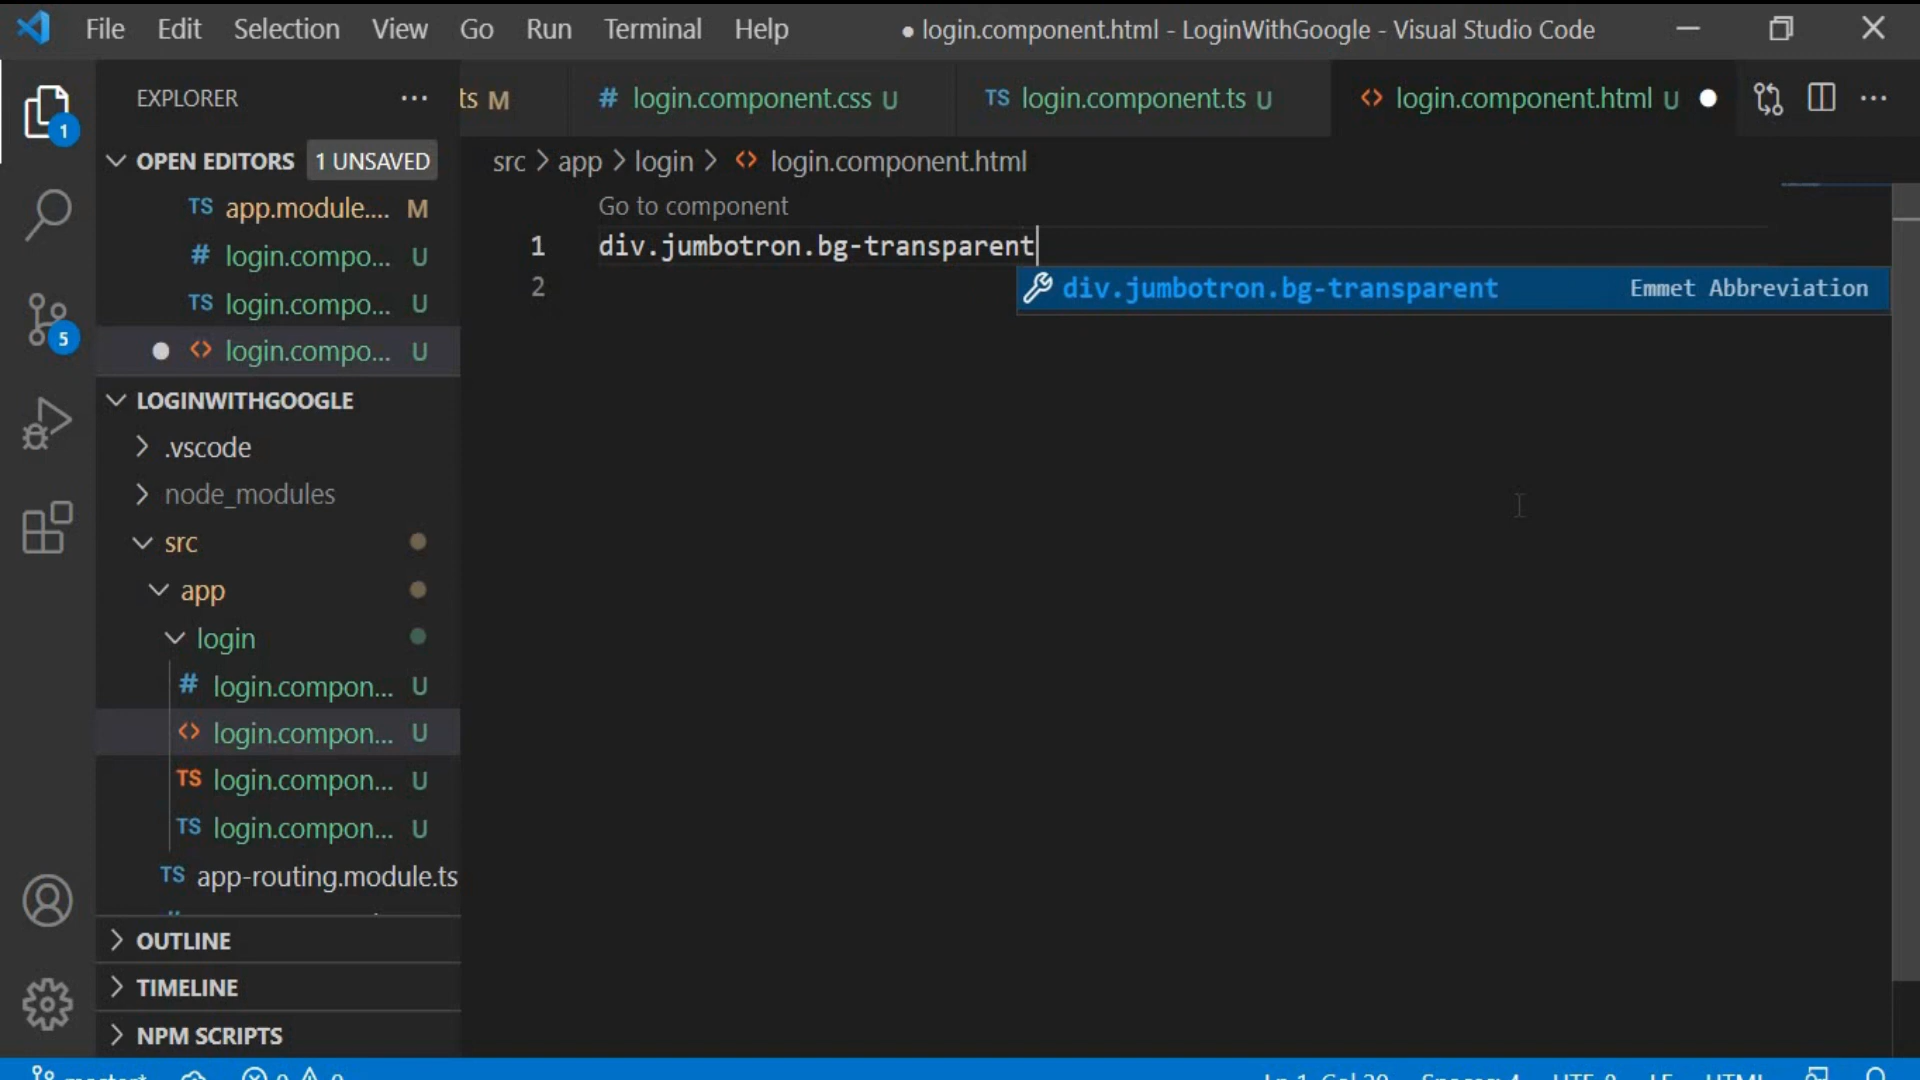 File Edit Selection View Go Run Terminal Help
● login.component.html - LoginWithGoogle - Visual Studio Code
EXPLORER
ts M
# login.component.css U
TS login.component.ts U
<> login.component.html U
1
OPEN EDITORS 1 UNSAVED
src > app > login > <> login.component.html
TS app.module.... M
Go to component
# login.compo... U
1 div.jumbotron.bg-transparent
TS login.compo... U
2
div.jumbotron.bg-transparent Emmet Abbreviation
5
<> login.compo... U
LOGINWITHGOOGLE
.vscode
node_modules
src
app
login
# login.compon... U
<> login.compon... U
TS login.compon... U
TS login.compon... U
TS app-routing.module.ts
OUTLINE
TIMELINE
NPM SCRIPTS